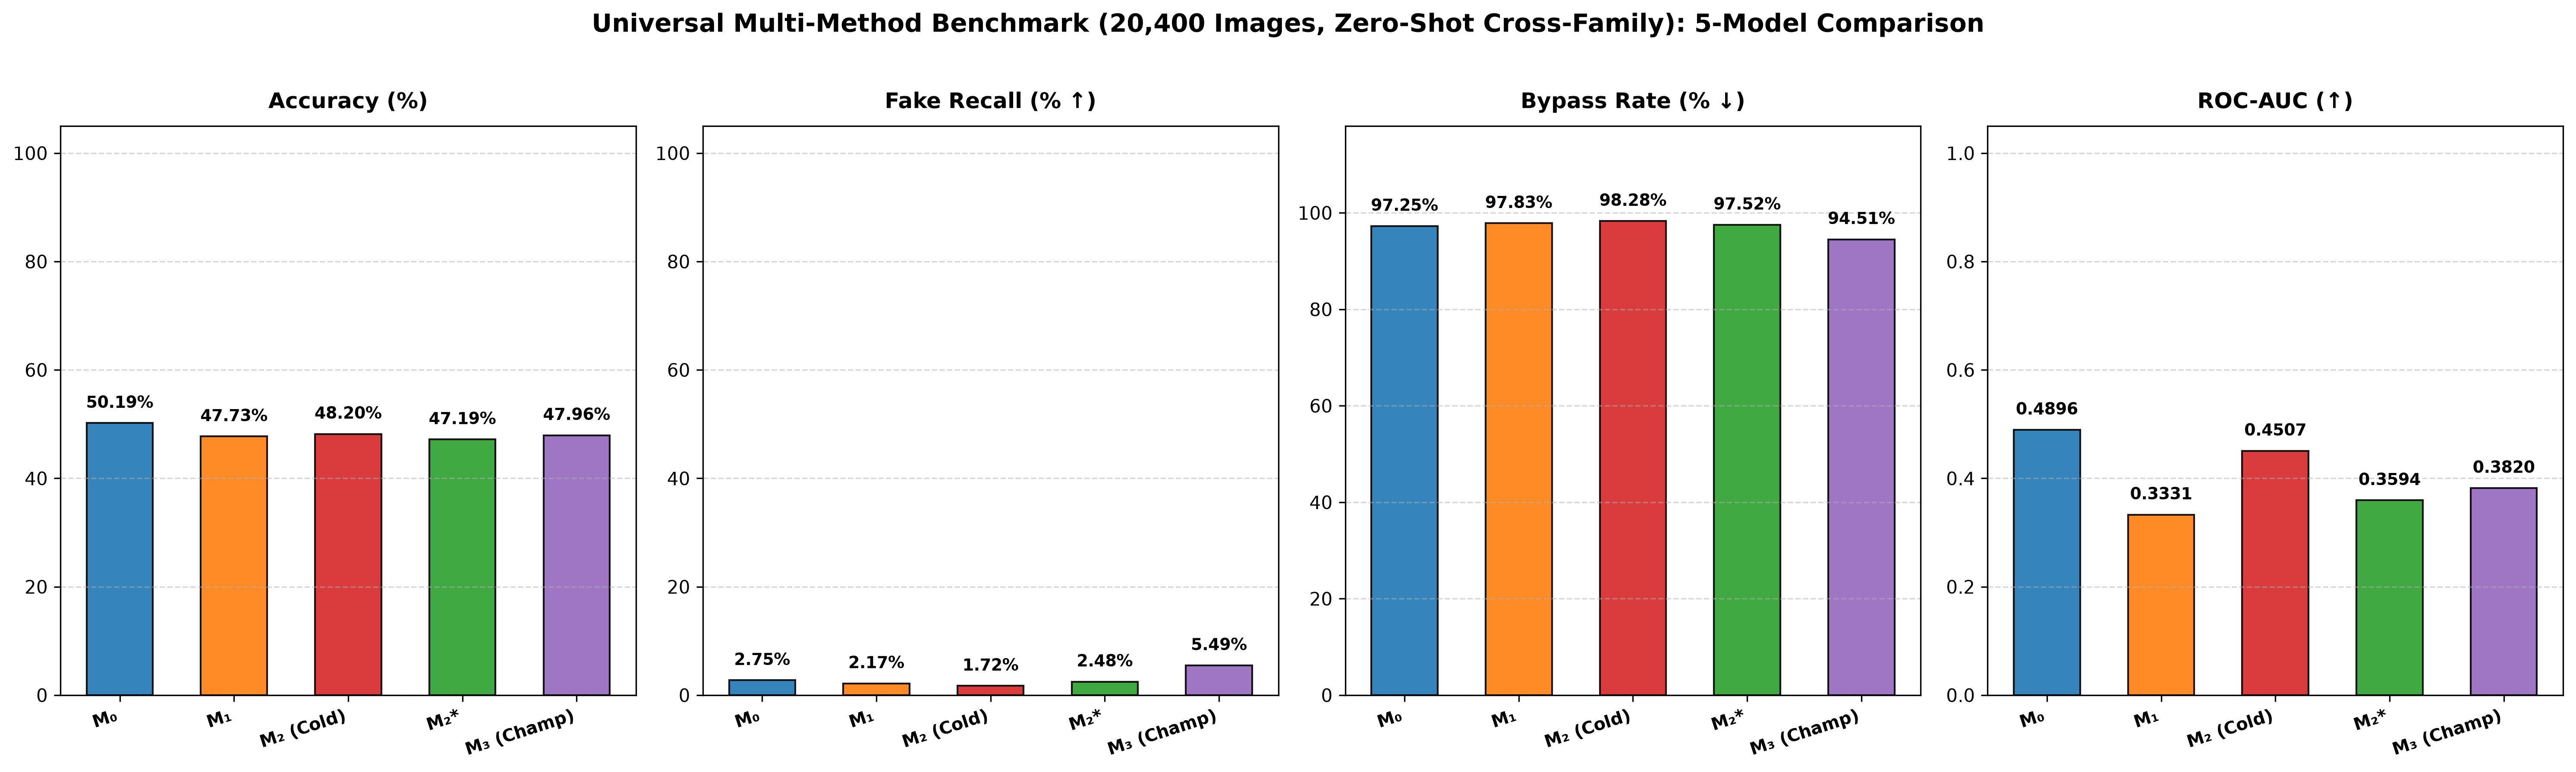 Universal Multi-Method Benchmark (20,400 Images, Zero-Shot Cross-Family): 5-Model Comparison
Accuracy (%)
100
80
60
40
20
0
50.19%
47.73%
48.20%
47.19%
47.96%
M₀
M₁
M₂ (Cold)
M₂*
M₃ (Champ)
Fake Recall (% ↑)
100
80
60
40
20
0
2.75%
2.17%
1.72%
2.48%
5.49%
M₀
M₁
M₂ (Cold)
M₂*
M₃ (Champ)
Bypass Rate (% ↓)
100
80
60
40
20
0
97.25%
97.83%
98.28%
97.52%
94.51%
M₀
M₁
M₂ (Cold)
M₂*
M₃ (Champ)
ROC-AUC (↑)
1.0
0.8
0.6
0.4
0.2
0.0
0.4896
0.3331
0.4507
0.3594
0.3820
M₀
M₁
M₂ (Cold)
M₂*
M₃ (Champ)